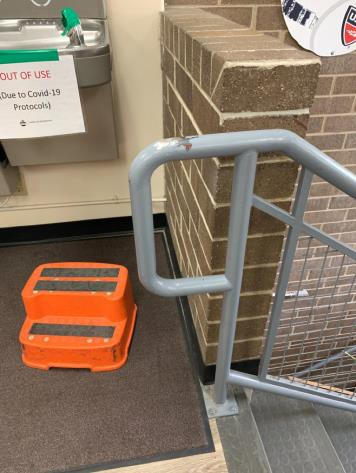 OUT OF USE
(Due to Covid-19
Protocols)